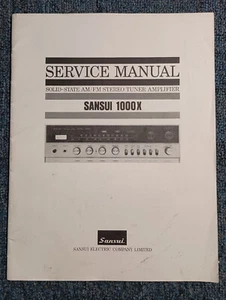 SERVICE MANUAL
SOLID-STATE AM/FM STEREO TUNER AMPLIFIER
SANSUI 1000X
Sansui
SANSUI ELECTRIC COMPANY LIMITED